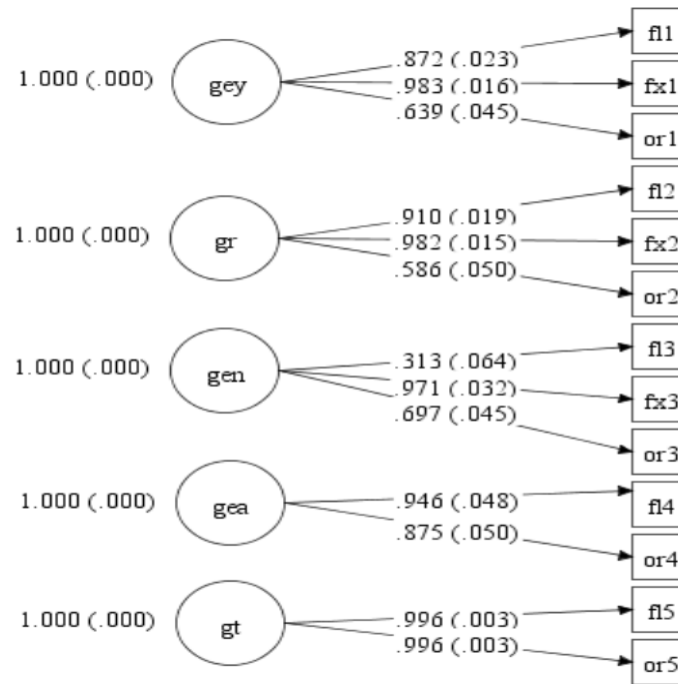 fl1
.872 (.023)
1.000 (.000) gey .983 (.016) fx1
.639 (.045)
or1
fl2
.910 (.019)
1.000 (.000) gr .982 (.015) fx2
.586 (.050)
or2
fl3
.313 (.064)
1.000 (.000) gen .971 (.032) fx3
.697 (.045)
or3
.946 (.048) fl4
1.000 (.000) gea
.875 (.050)
or4
.996 (.003) fl5
1.000 (.000) gt
.996 (.003)
or5